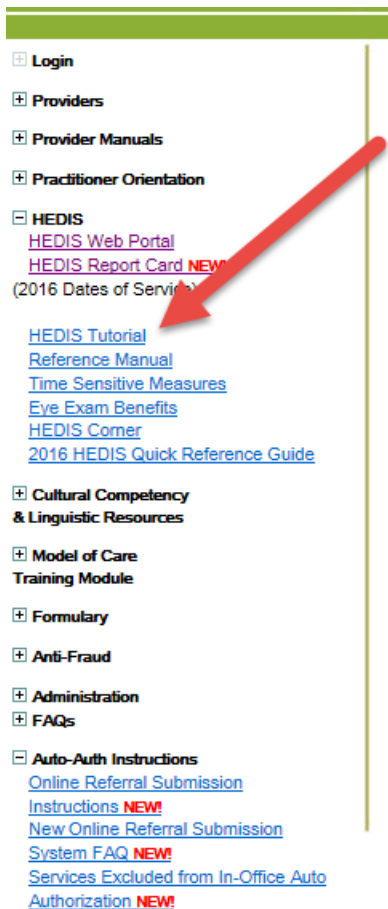 Login
Providers
Provider Manuals
Practitioner Orientation
HEDIS
HEDIS Web Portal
HEDIS Report Card NEW!
(2016 Dates of Service)
HEDIS Tutorial
Reference Manual
Time Sensitive Measures
Eye Exam Benefits
HEDIS Corner
2016 HEDIS Quick Reference Guide
Cultural Competency
& Linguistic Resources
Model of Care
Training Module
Formulary
Anti-Fraud
Administration
FAQs
Auto-Auth Instructions
Online Referral Submission
Instructions NEW!
New Online Referral Submission
System FAQ NEW!
Services Excluded from In-Office Auto
Authorization NEW!